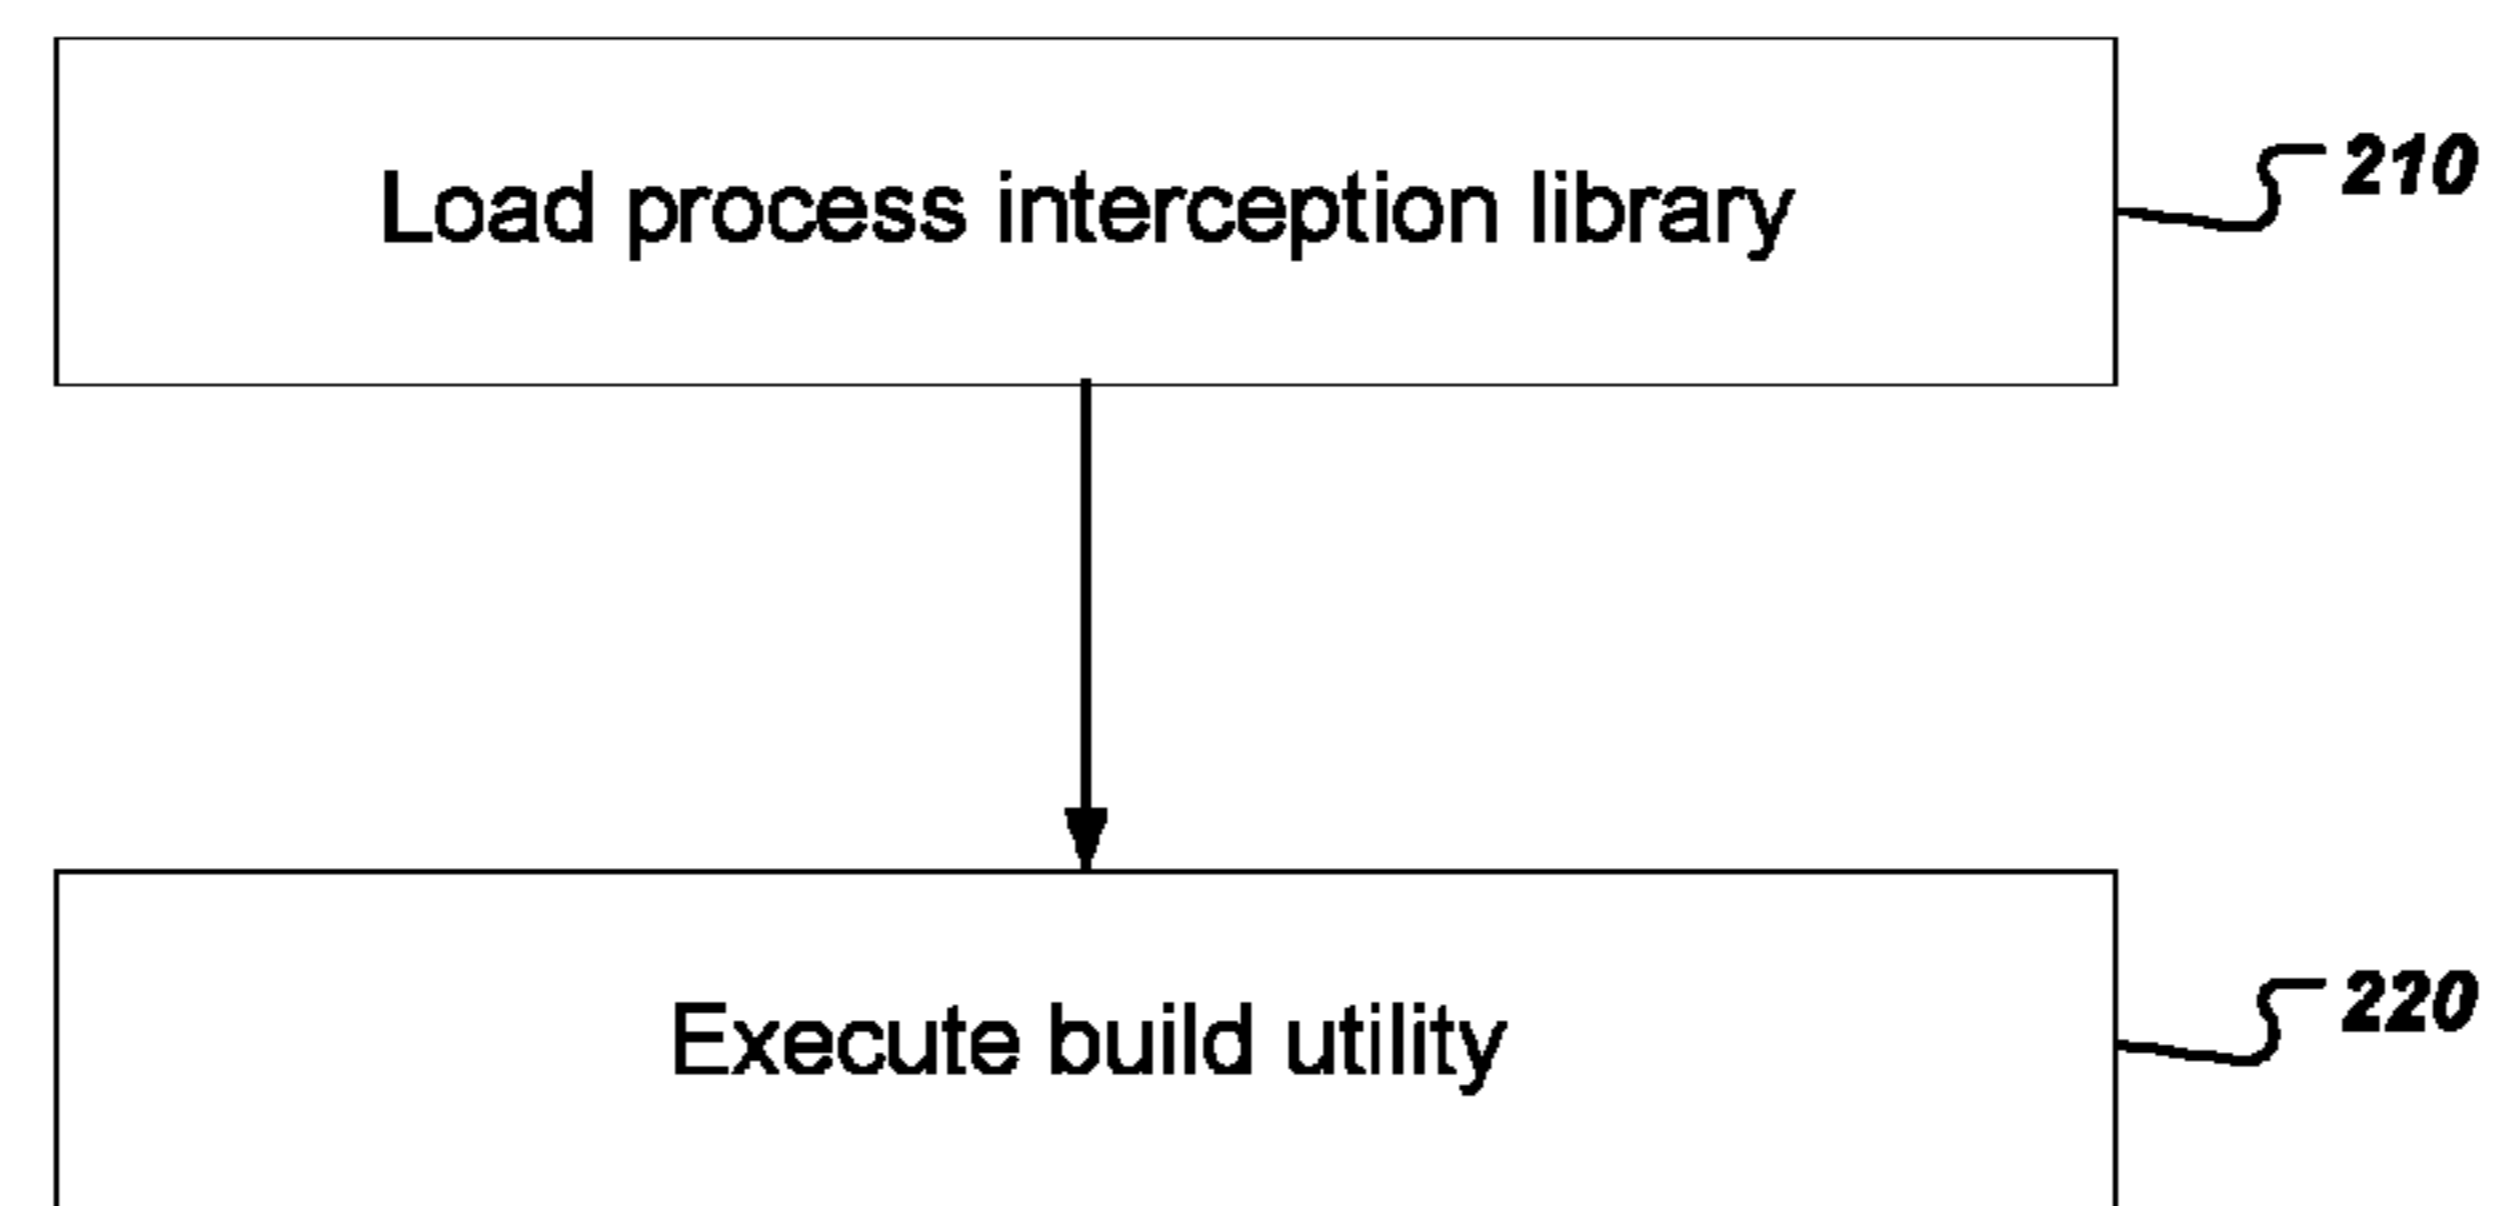 Load process interception library
210
Execute build utility
220